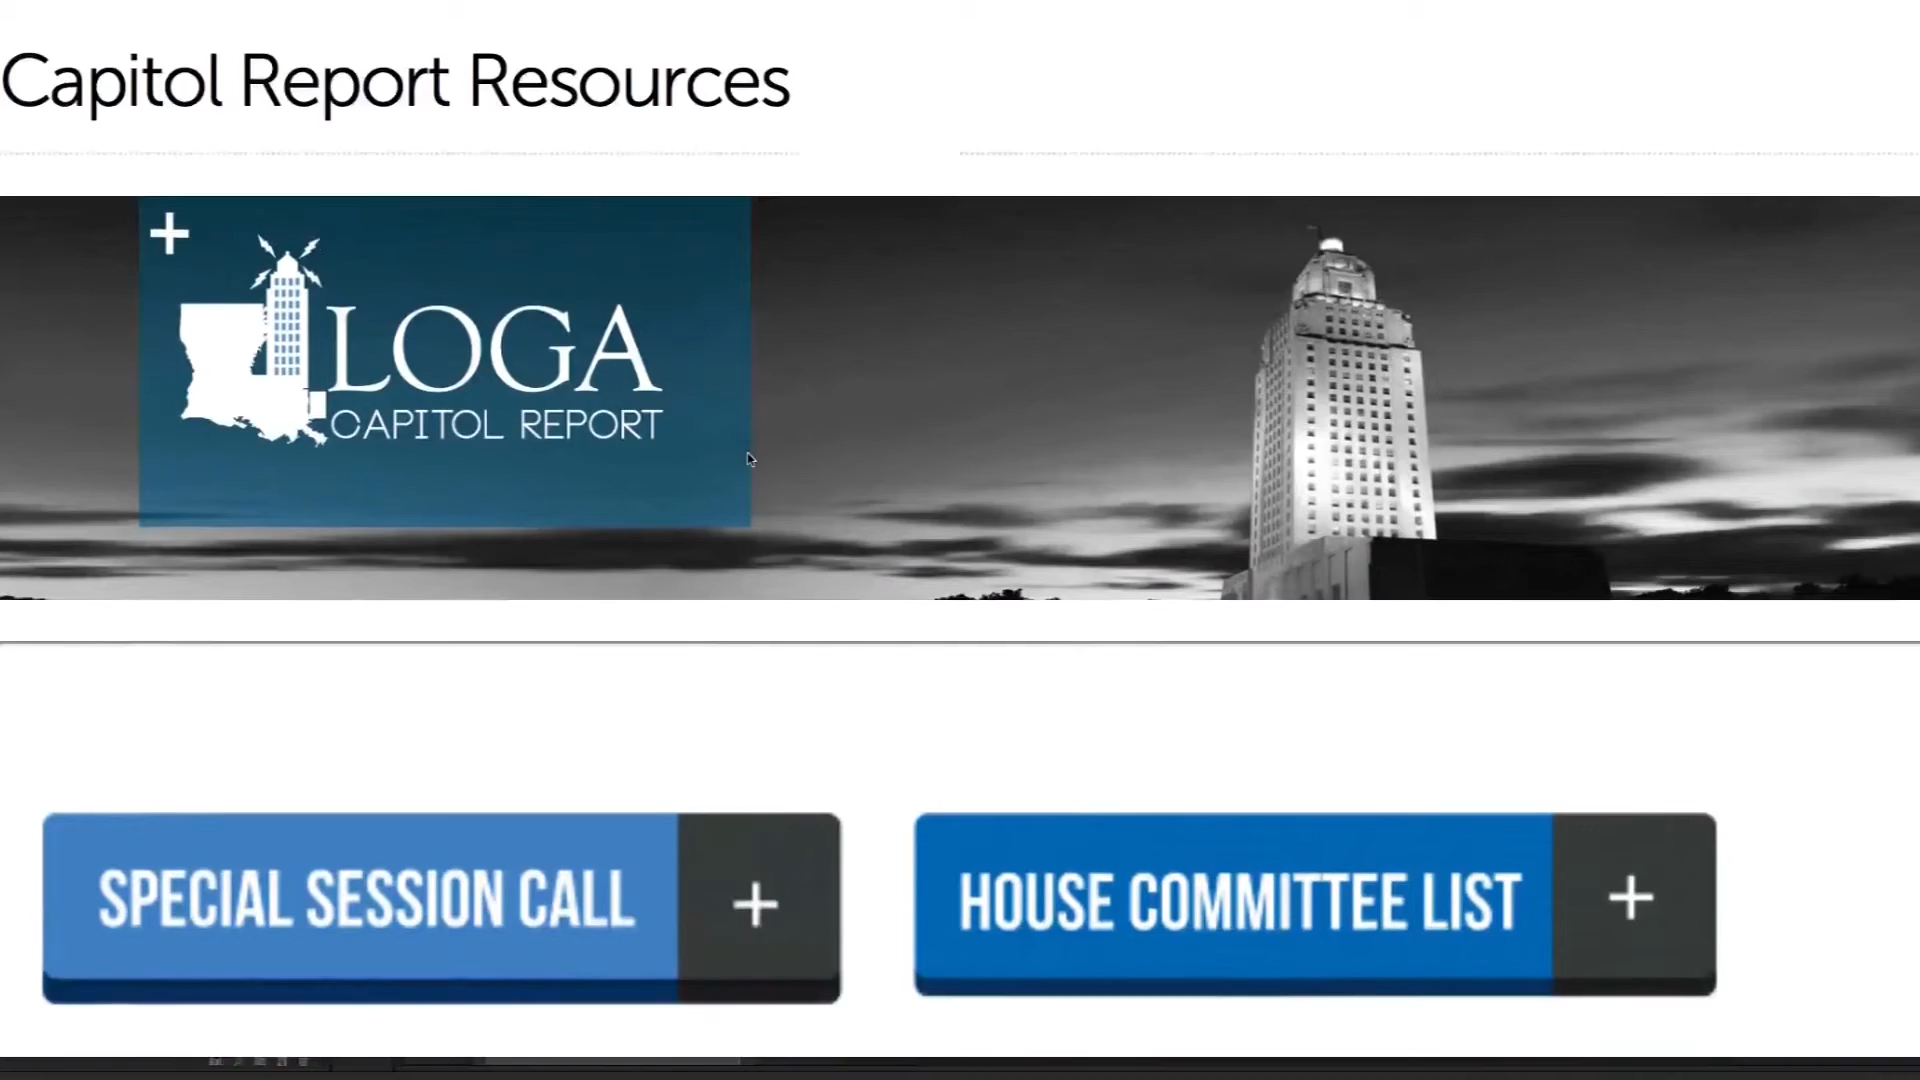 Capitol Report Resources
LOGA
CAPITOL REPORT
SPECIAL SESSION CALL
HOUSE COMMITTEE LIST